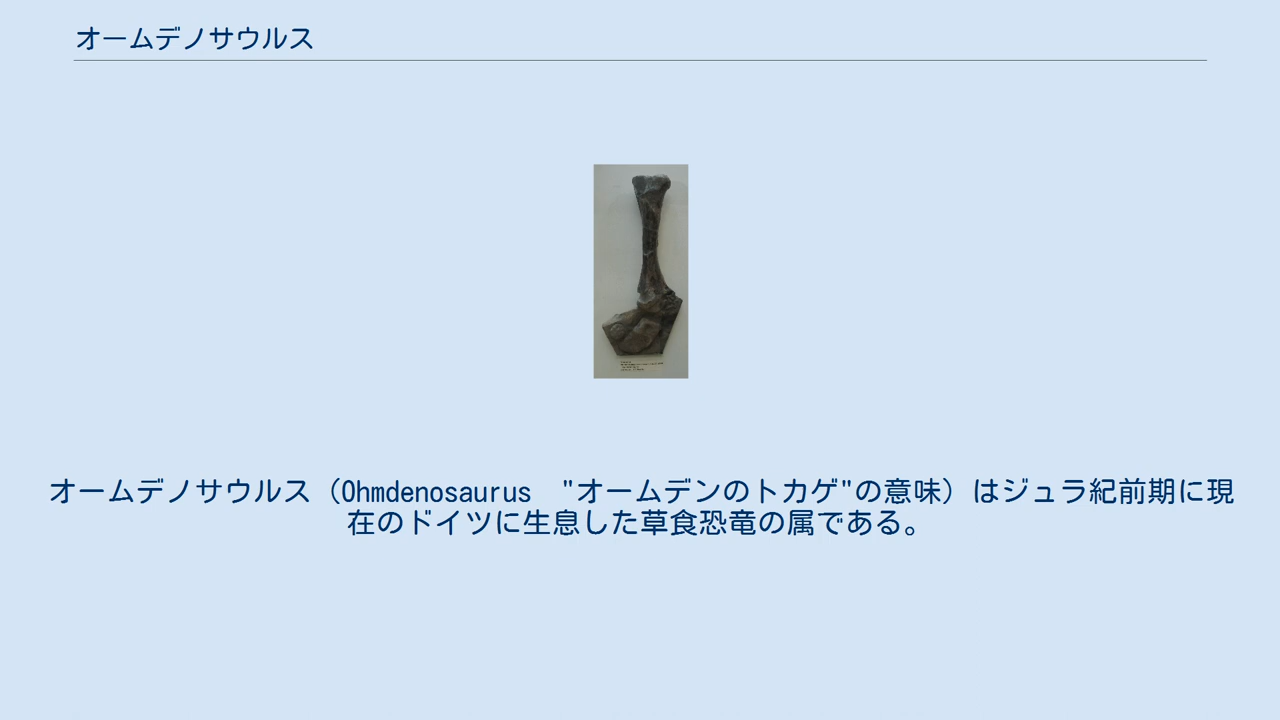 オームデノサウルス
オームデノサウルス（Ohmdenosaurus　"オームデンのトカゲ"の意味）はジュラ紀前期に現
在のドイツに生息した草食恐竜の属である。